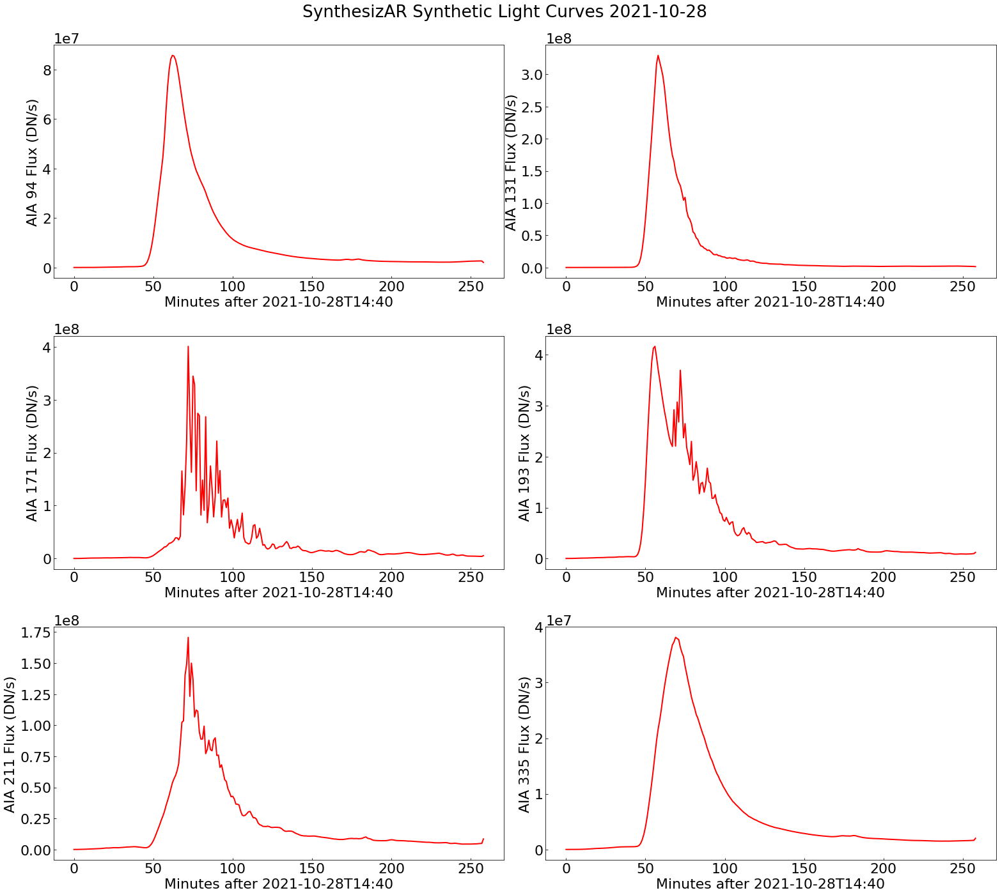 SynthesizAR Synthetic Light Curves 2021-10-28
1e7
8
6
4
2
0
AIA 94 Flux (DN/s)
0 50 100 150 200 250
Minutes after 2021-10-28T14:40
1e8
3.0
2.5
2.0
1.5
1.0
0.5
0.0
AIA 131 Flux (DN/s)
0 50 100 150 200 250
Minutes after 2021-10-28T14:40
1e8
4
3
2
1
0
AIA 171 Flux (DN/s)
0 50 100 150 200 250
Minutes after 2021-10-28T14:40
1e8
4
3
2
1
0
AIA 193 Flux (DN/s)
0 50 100 150 200 250
Minutes after 2021-10-28T14:40
1e8
1.75
1.50
1.25
1.00
0.75
0.50
0.25
0.00
AIA 211 Flux (DN/s)
0 50 100 150 200 250
Minutes after 2021-10-28T14:40
1e7
4
3
2
1
0
AIA 335 Flux (DN/s)
0 50 100 150 200 250
Minutes after 2021-10-28T14:40